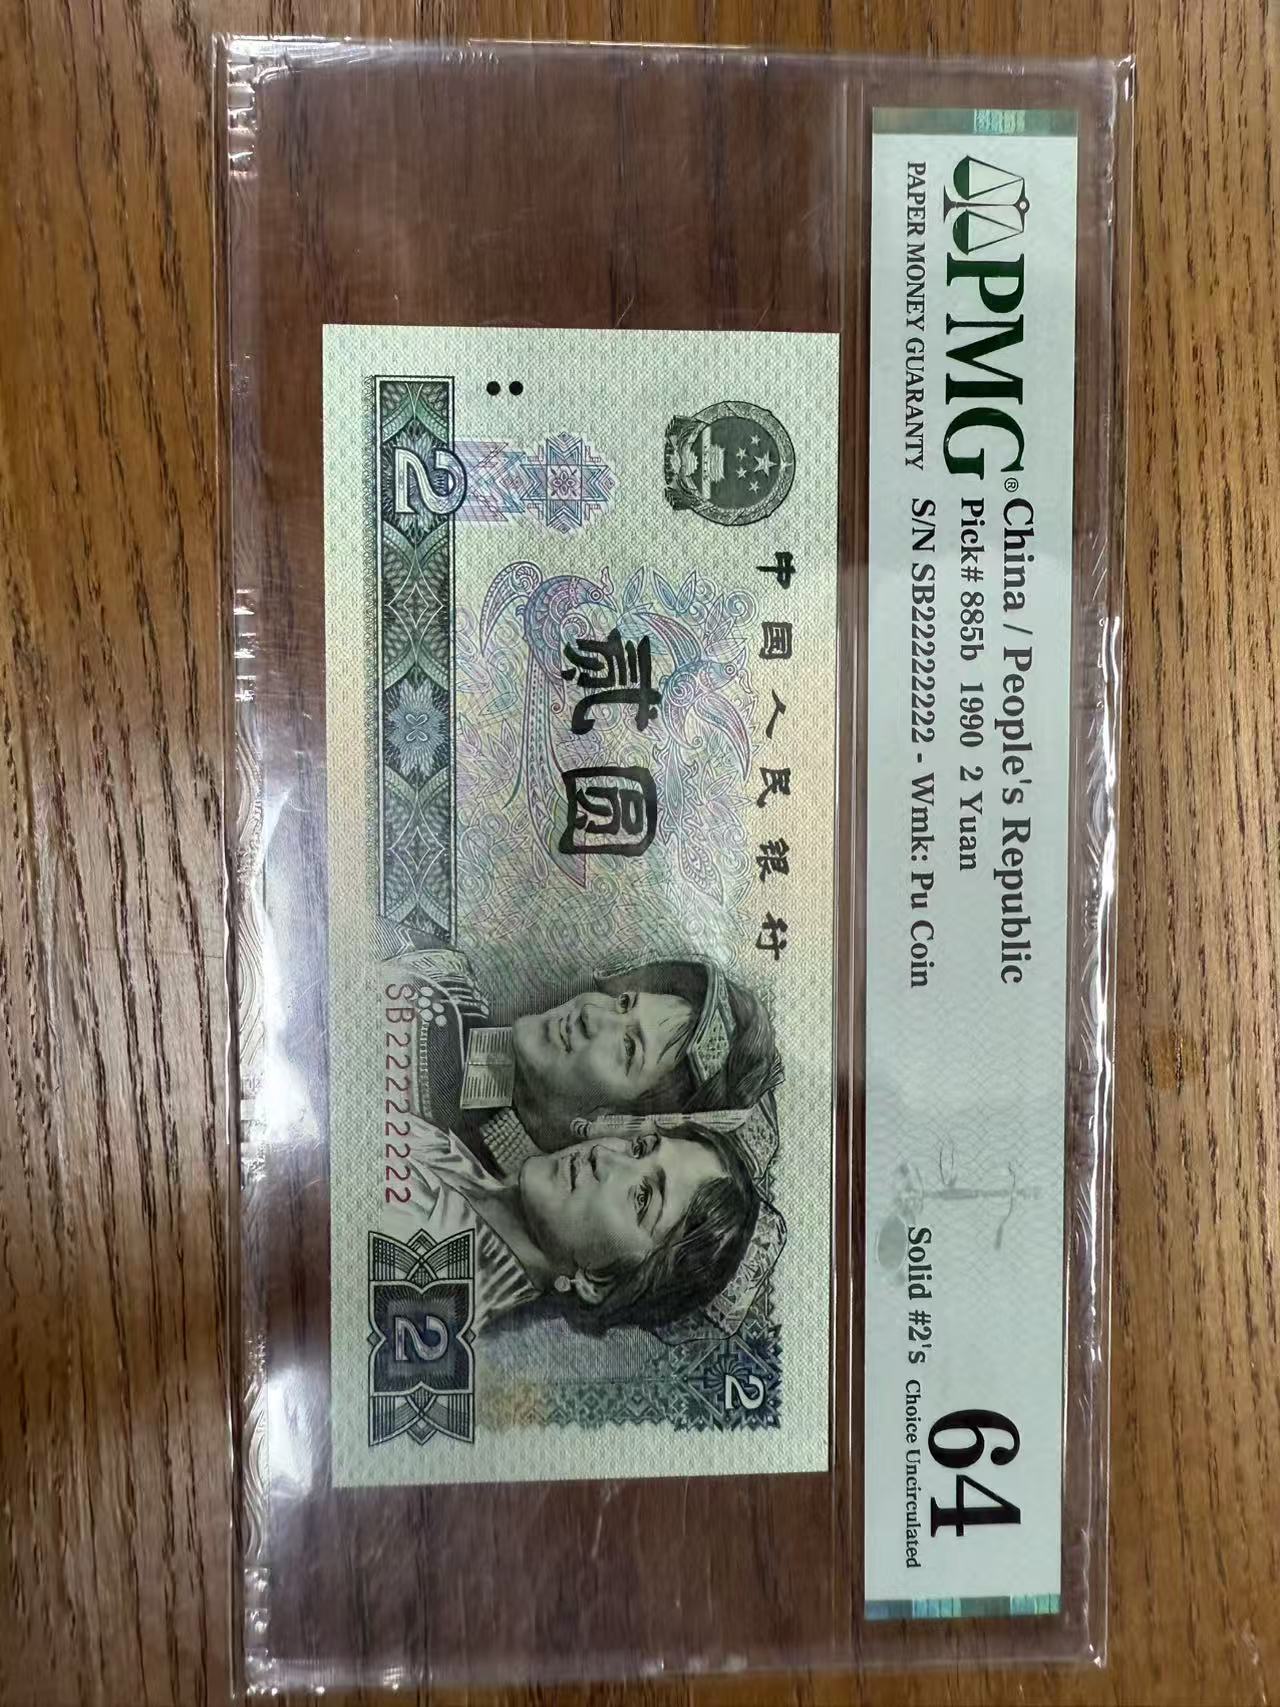 PMG®
PAPER MONEY GUARANTY
China / People's Republic
Pick# 885b 1990 2 Yuan
S/N SB22222222 - Wmk: Pu Coin
64
Solid #2's Choice Uncirculated
中国人民银行
贰圆
2
2
2
SB22222222